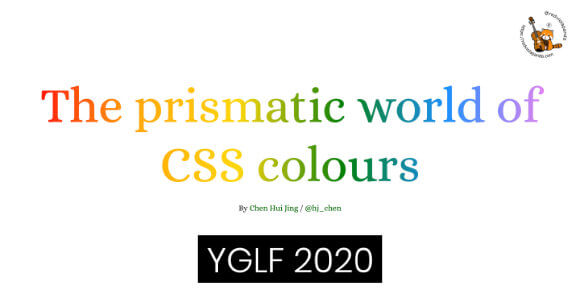 The prismatic world of
CSS colours
By Chen Hui Jing / @hj_chen
YGLF 2020